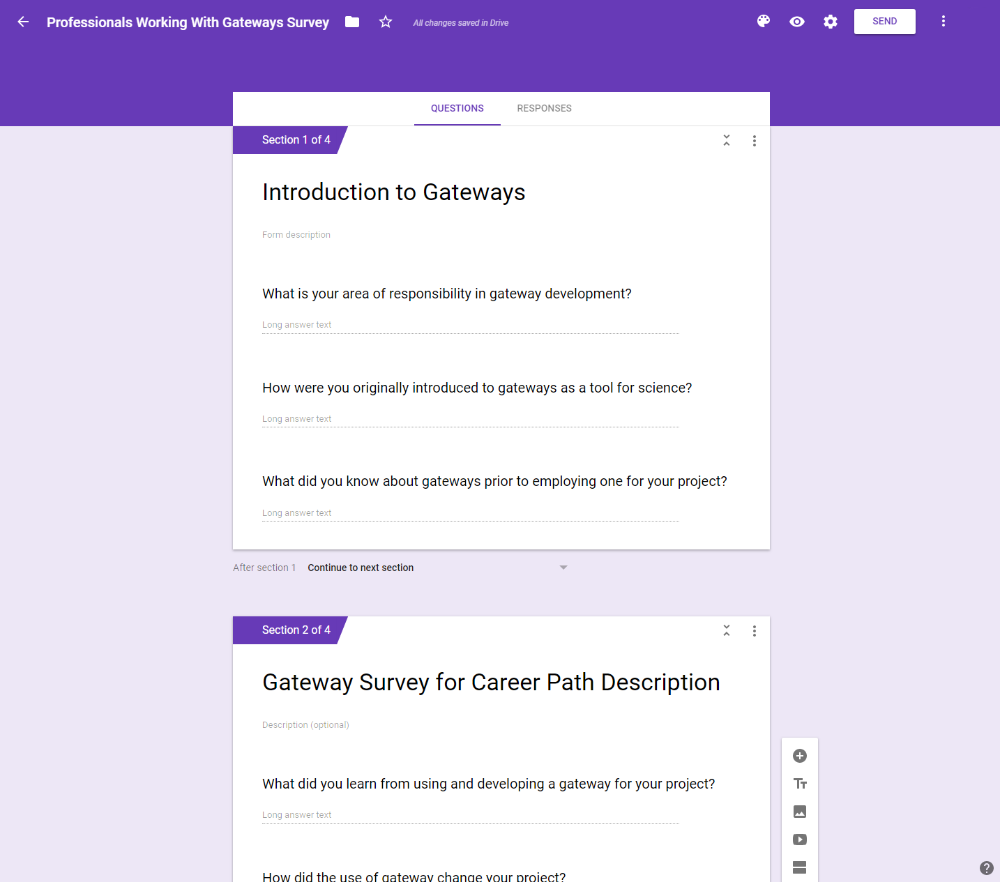 Professionals Working With Gateways Survey
All changes saved in Drive
SEND
QUESTIONS
RESPONSES
Section 1 of 4
Introduction to Gateways
Form description
What is your area of responsibility in gateway development?
Long answer text
How were you originally introduced to gateways as a tool for science?
Long answer text
What did you know about gateways prior to employing one for your project?
Long answer text
After section 1 Continue to next section
Section 2 of 4
Gateway Survey for Career Path Description
Description (optional)
What did you learn from using and developing a gateway for your project?
Long answer text
How did the use of gateway change your project?